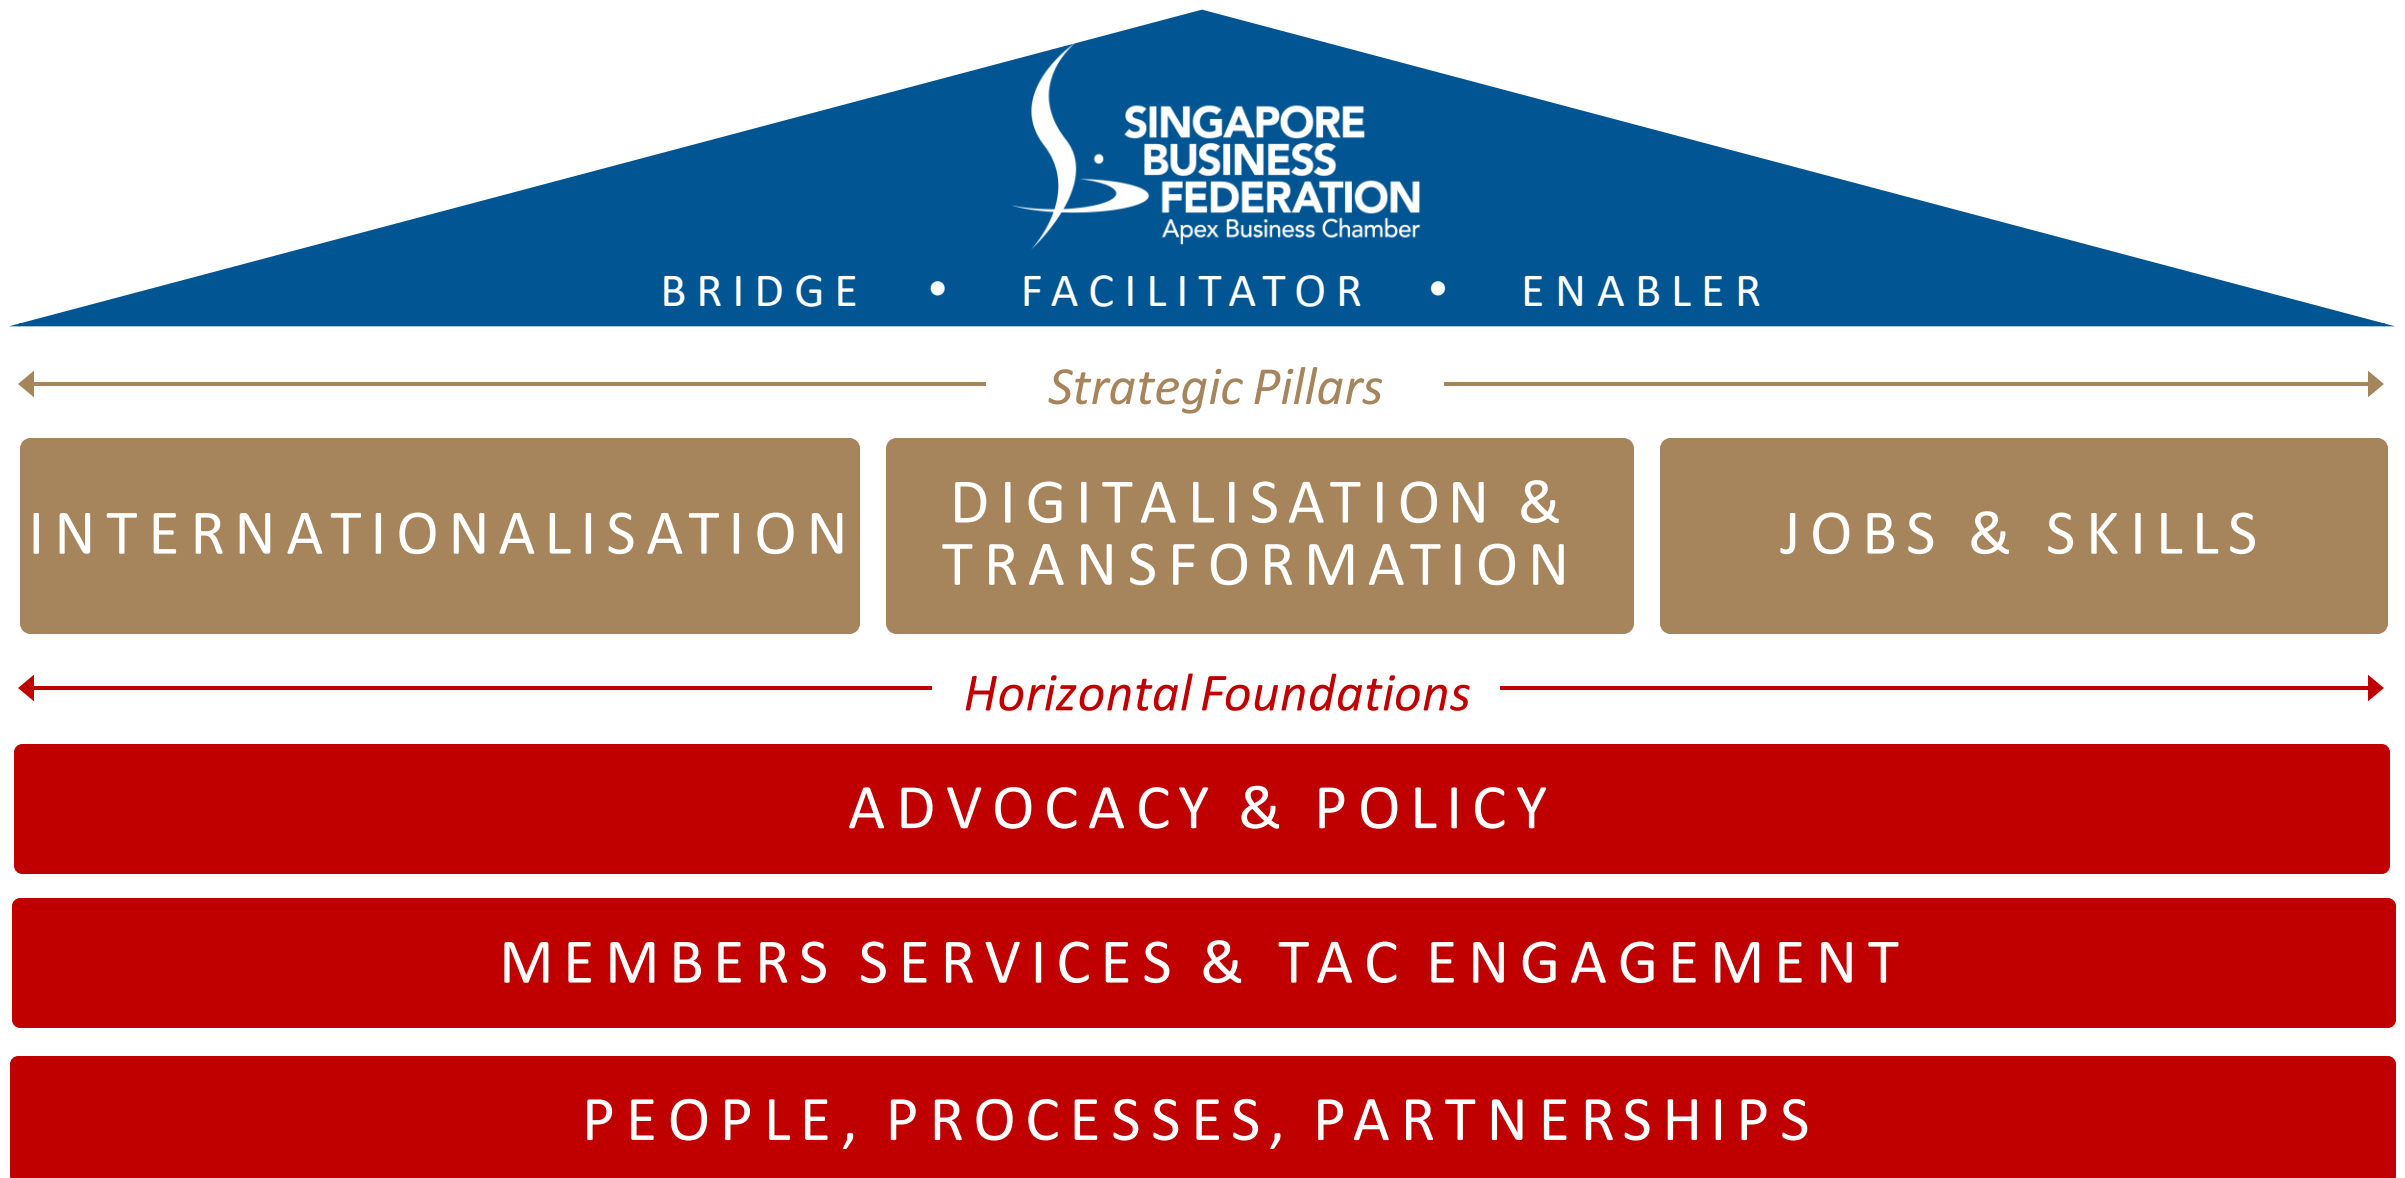 SINGAPORE
BUSINESS
FEDERATION
Apex Business Chamber
BRIDGE • FACILITATOR • ENABLER
Strategic Pillars
INTERNATIONALISATION
DIGITALISATION &
TRANSFORMATION
JOBS & SKILLS
Horizontal Foundations
ADVOCACY & POLICY
MEMBERS SERVICES & TAC ENGAGEMENT
PEOPLE, PROCESSES, PARTNERSHIPS